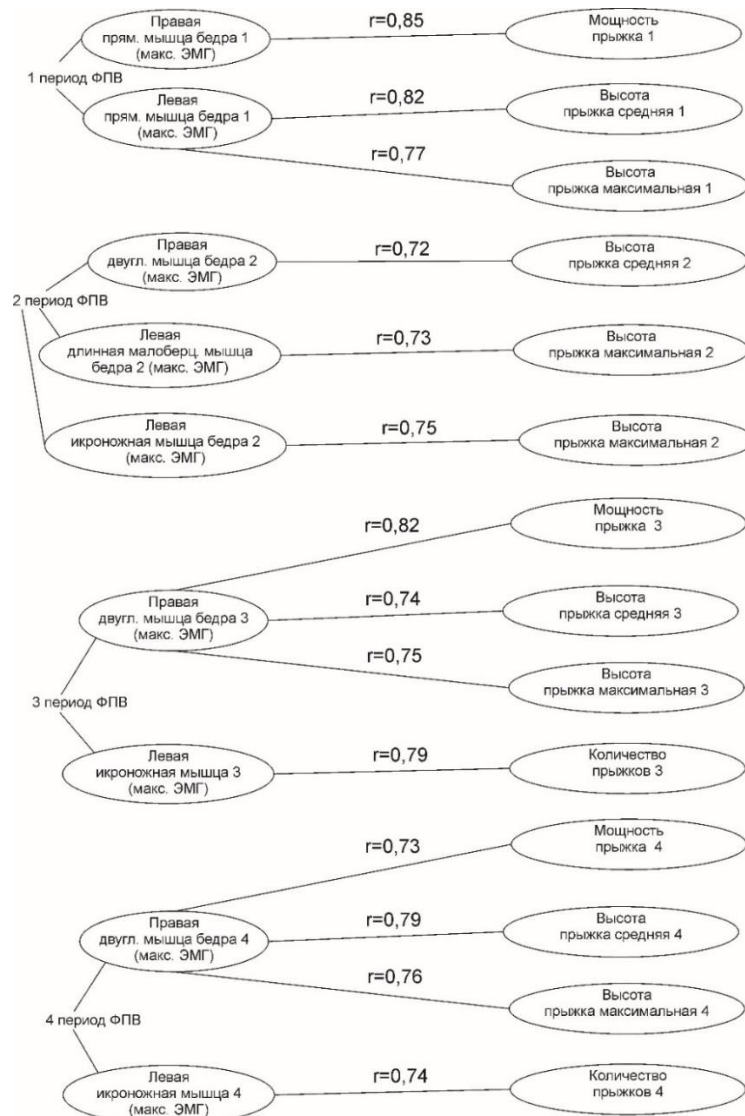 Правая
прям. мышца бедра 1
(макс. ЭМГ)
r=0,85
Мощность
прыжка 1
1 период ФПВ
Левая
прям. мышца бедра 1
(макс. ЭМГ)
r=0,82
Высота
прыжка средняя 1
r=0,77
Высота
прыжка максимальная 1
Правая
двугл. мышца бедра 2
(макс. ЭМГ)
r=0,72
Высота
прыжка средняя 2
2 период ФПВ
Левая
длинная малоберц. мышца
бедра 2 (макс. ЭМГ)
r=0,73
Высота
прыжка максимальная 2
Левая
икроножная мышца бедра 2
(макс. ЭМГ)
r=0,75
Высота
прыжка максимальная 2
r=0,82
Мощность
прыжка 3
Правая
двугл. мышца бедра 3
(макс. ЭМГ)
r=0,74
Высота
прыжка средняя 3
r=0,75
Высота
прыжка максимальная 3
3 период ФПВ
Левая
икроножная мышца 3
(макс. ЭМГ)
r=0,79
Количество
прыжков 3
r=0,73
Мощность
прыжка 4
Правая
двугл. мышца бедра 4
(макс. ЭМГ)
r=0,79
Высота
прыжка средняя 4
r=0,76
Высота
прыжка максимальная 4
4 период ФПВ
Левая
икроножная мышца 4
(макс. ЭМГ)
r=0,74
Количество
прыжков 4